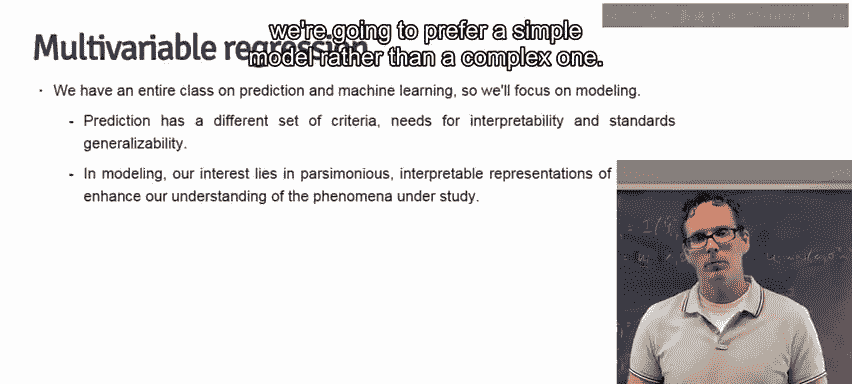 we're going to prefer a simple
model rather than a complex one.
Multivariable regression
· We have an entire class on prediction and machine learning, so we'll focus on modeling.
- Prediction has a different set of criteria, needs for interpretability and standards
generalizability.
- In modeling, our interest lies in parsimonious, interpretable representations of
enhance our understanding of the phenomena under study.